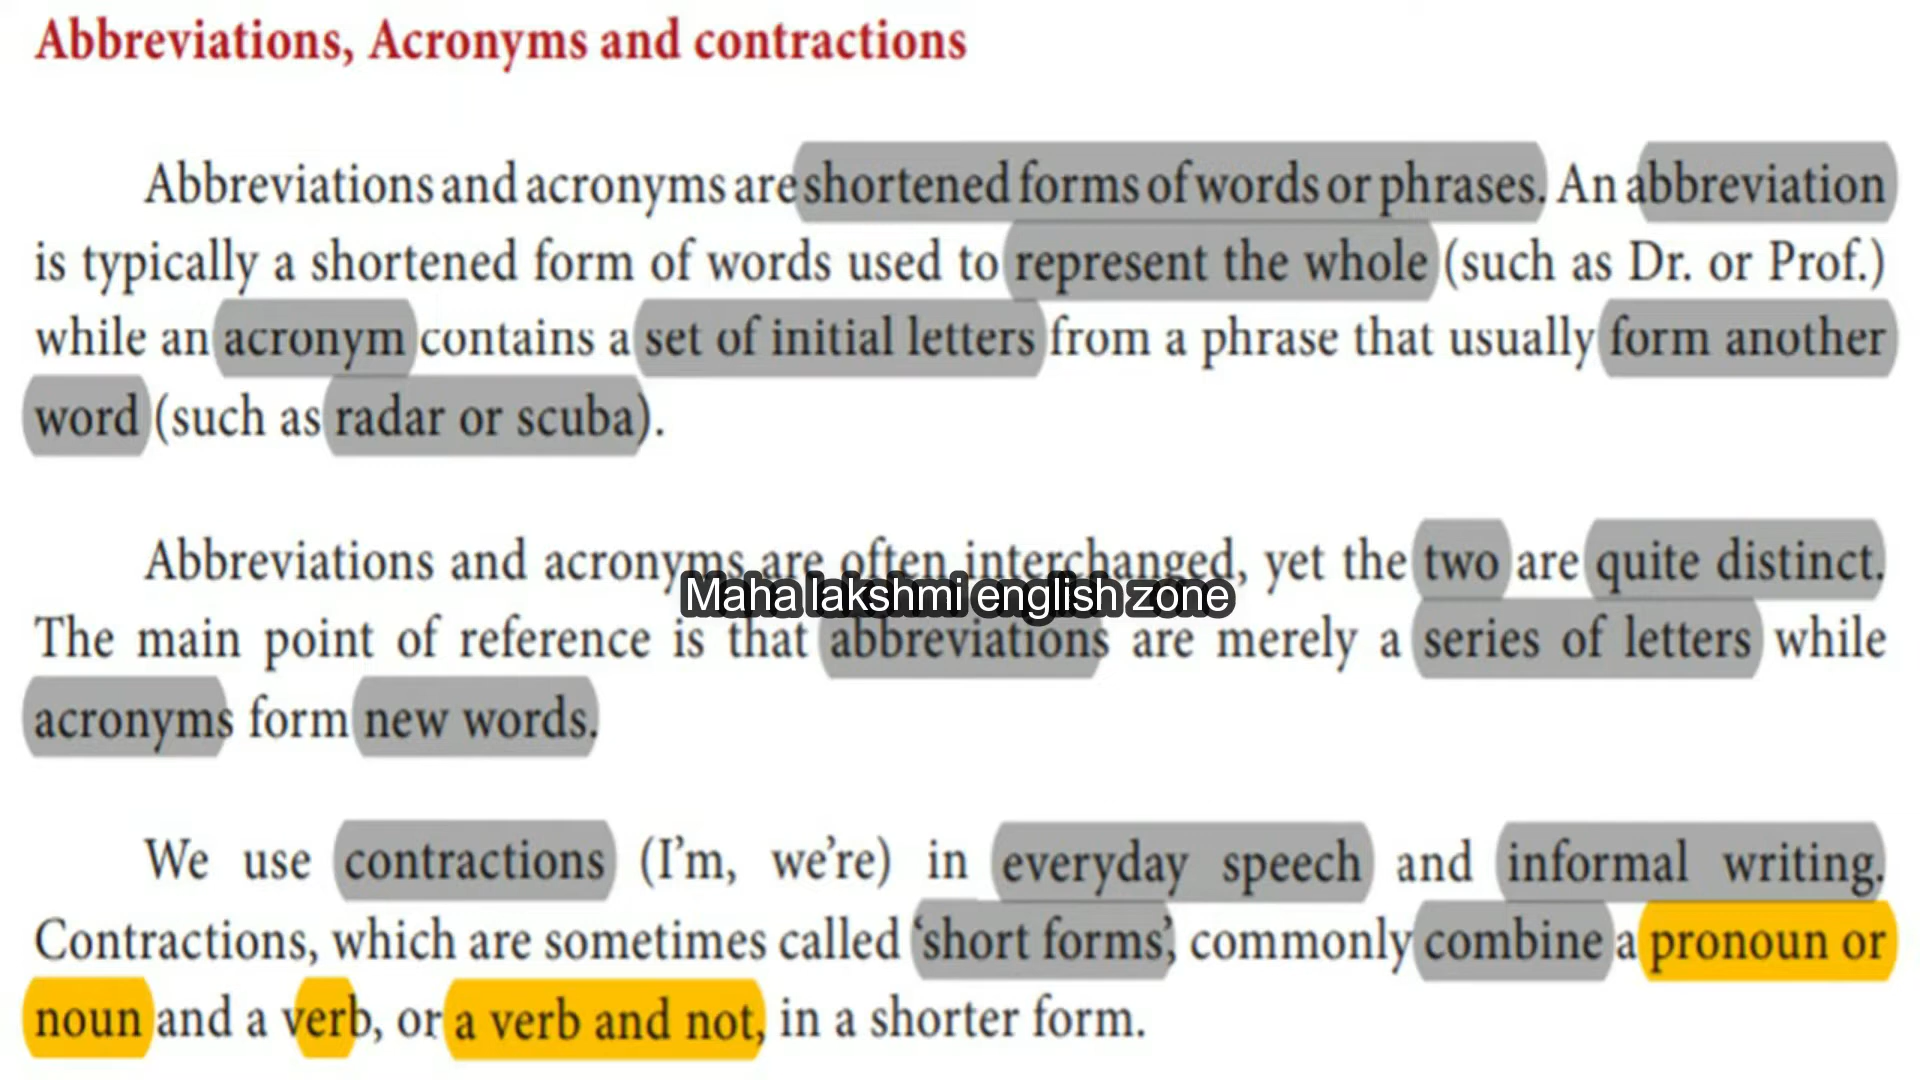 Abbreviations, Acronyms and contractions
Abbreviations and acronyms are shortened forms of words or phrases. An abbreviation
is typically a shortened form of words used to represent the whole (such as Dr. or Prof.)
while an acronym contains a set of initial letters from a phrase that usually form another
word (such as radar or scuba).
Abbreviations and acronyms are often interchanged, yet the two are quite distinct.
Maha lakshmi english zone
The main point of reference is that abbreviations are merely a series of letters while
acronyms form new words.
We use contractions (I'm, we're) in everyday speech and informal writing.
Contractions, which are sometimes called 'short forms', commonly combine a pronoun or
noun and a verb, or a verb and not, in a shorter form.